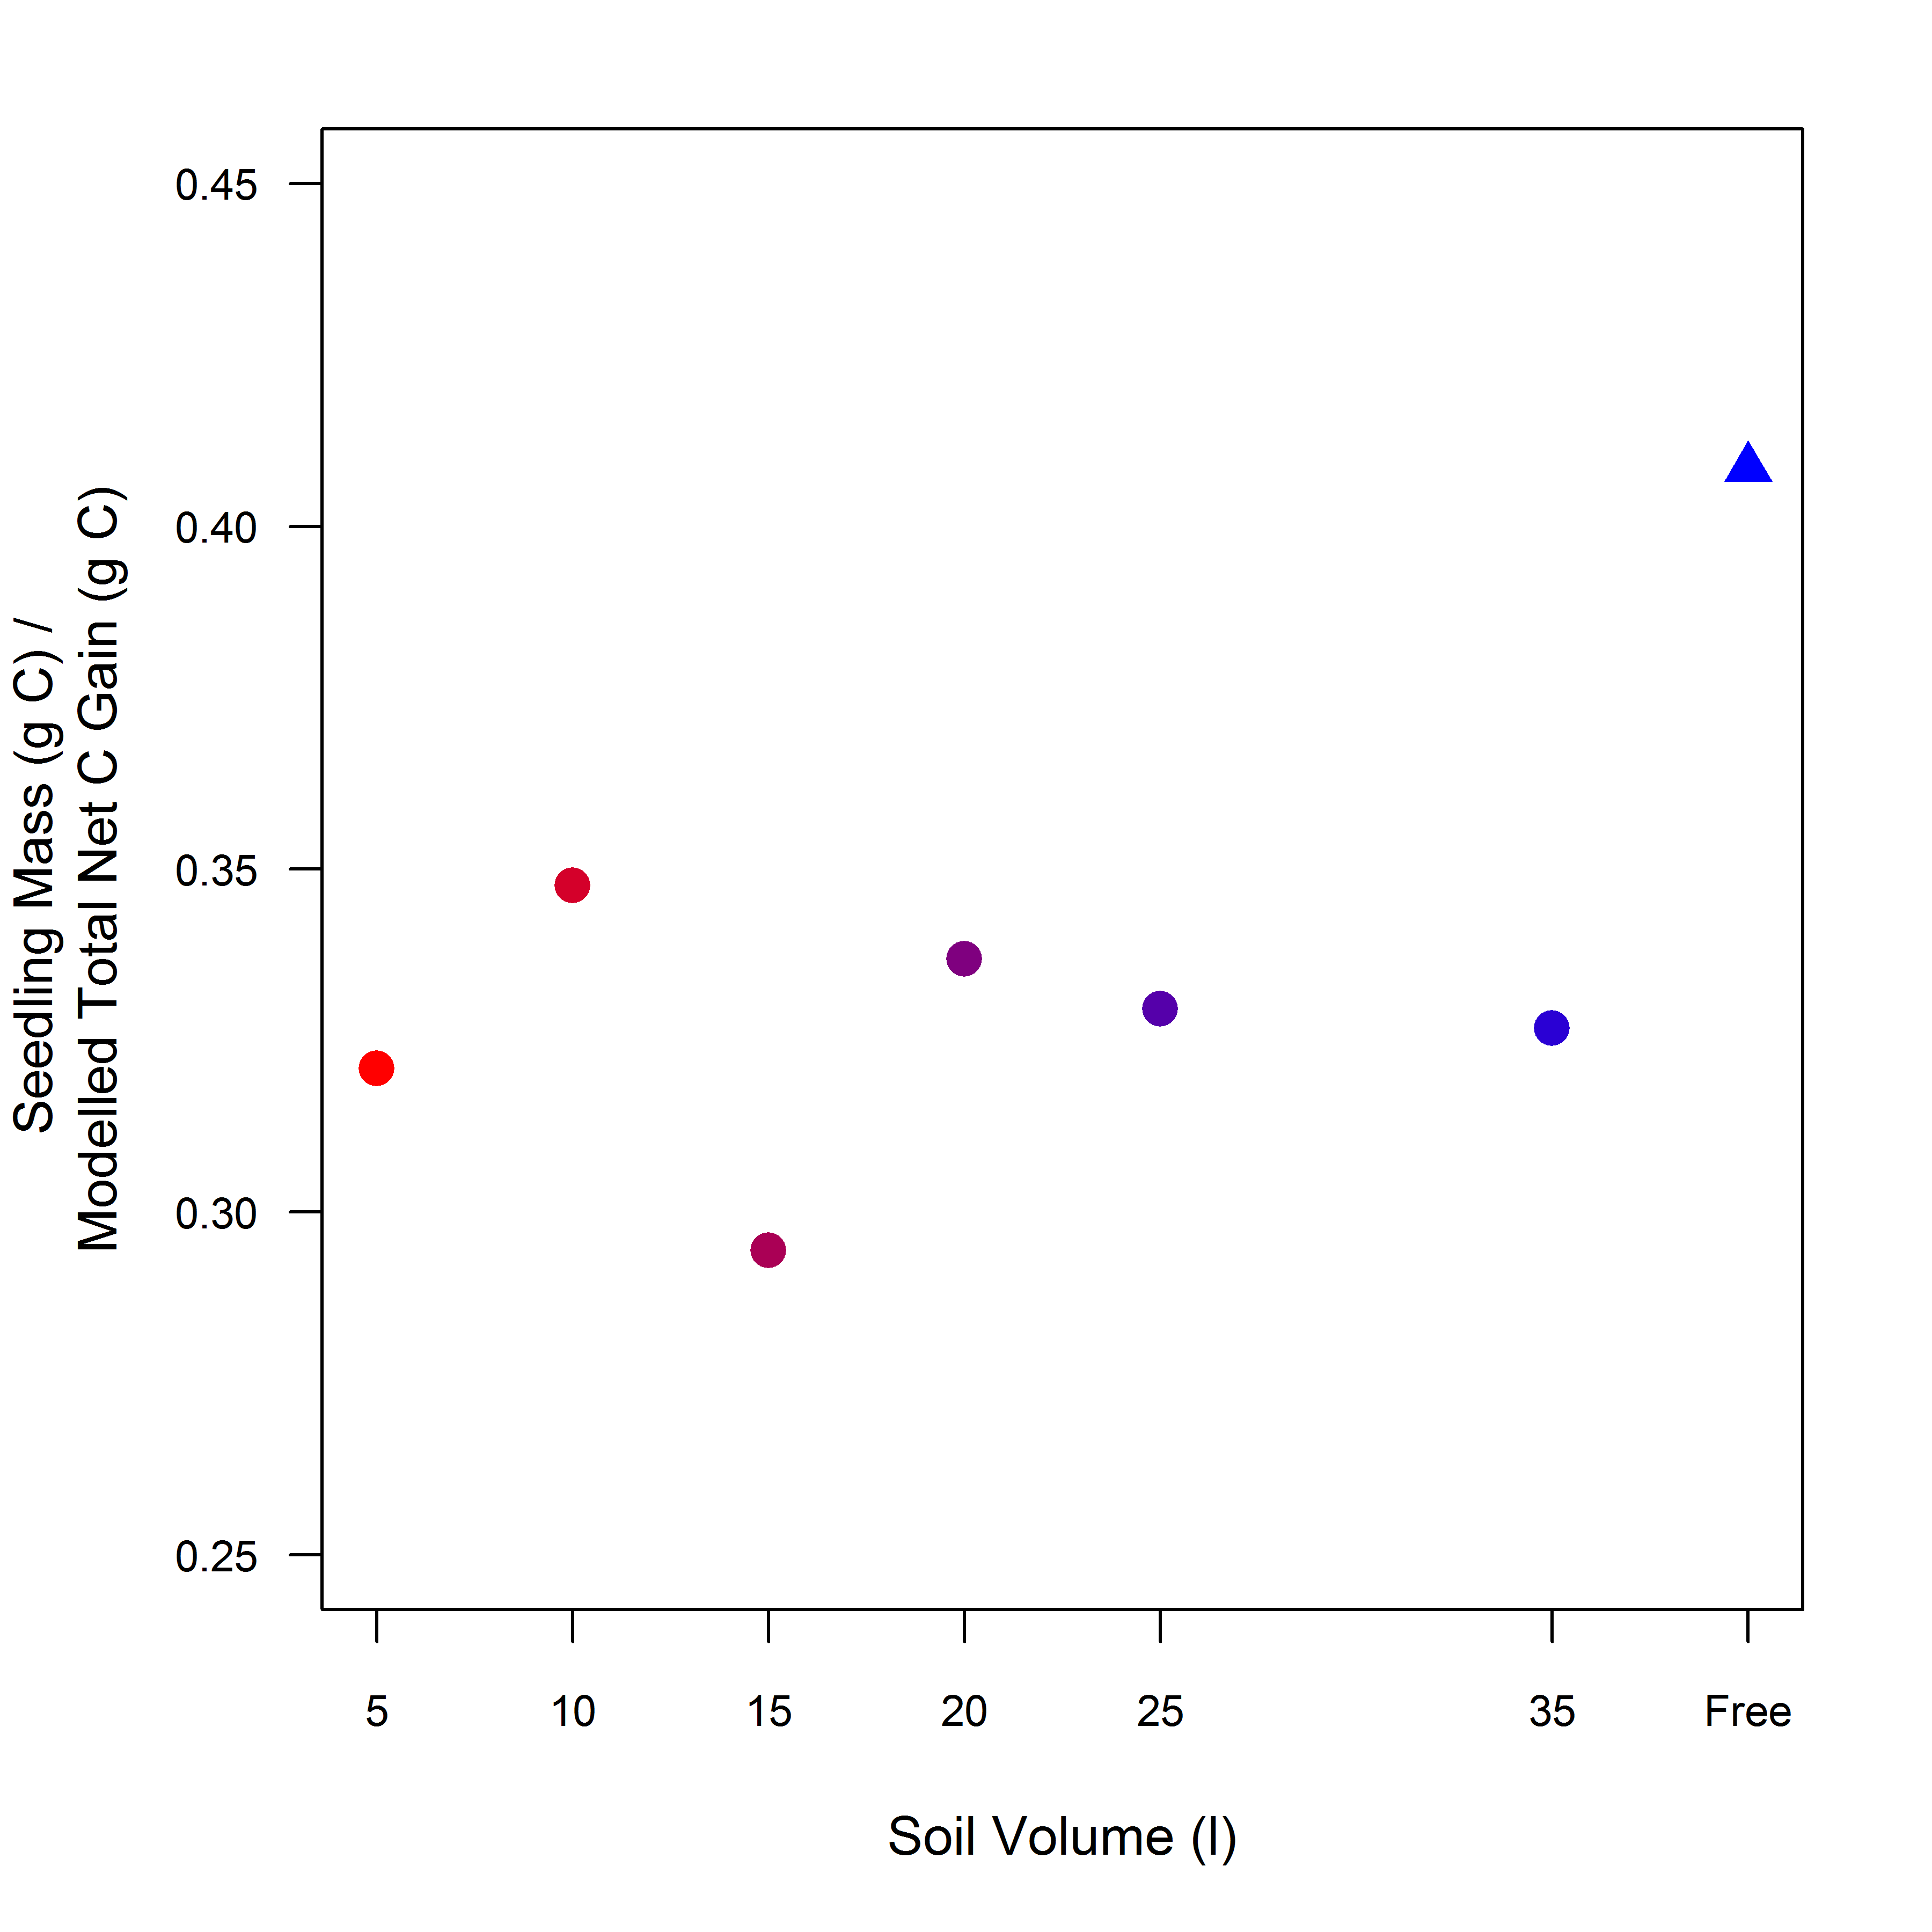 Seedling Mass (g C) /
Modelled Total Net C Gain (g C)
0.45
0.40
0.35
0.30
0.25
5 10 15 20 25 35 Free
Soil Volume (l)